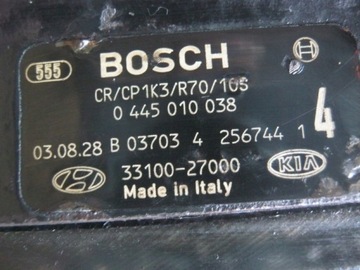 555 BOSCH
CR/CP1K3/R70/10S
0 445 010 038
03.08.28 B 03703 4 256744 1 4
33100-27000
KIA
Made in Italy